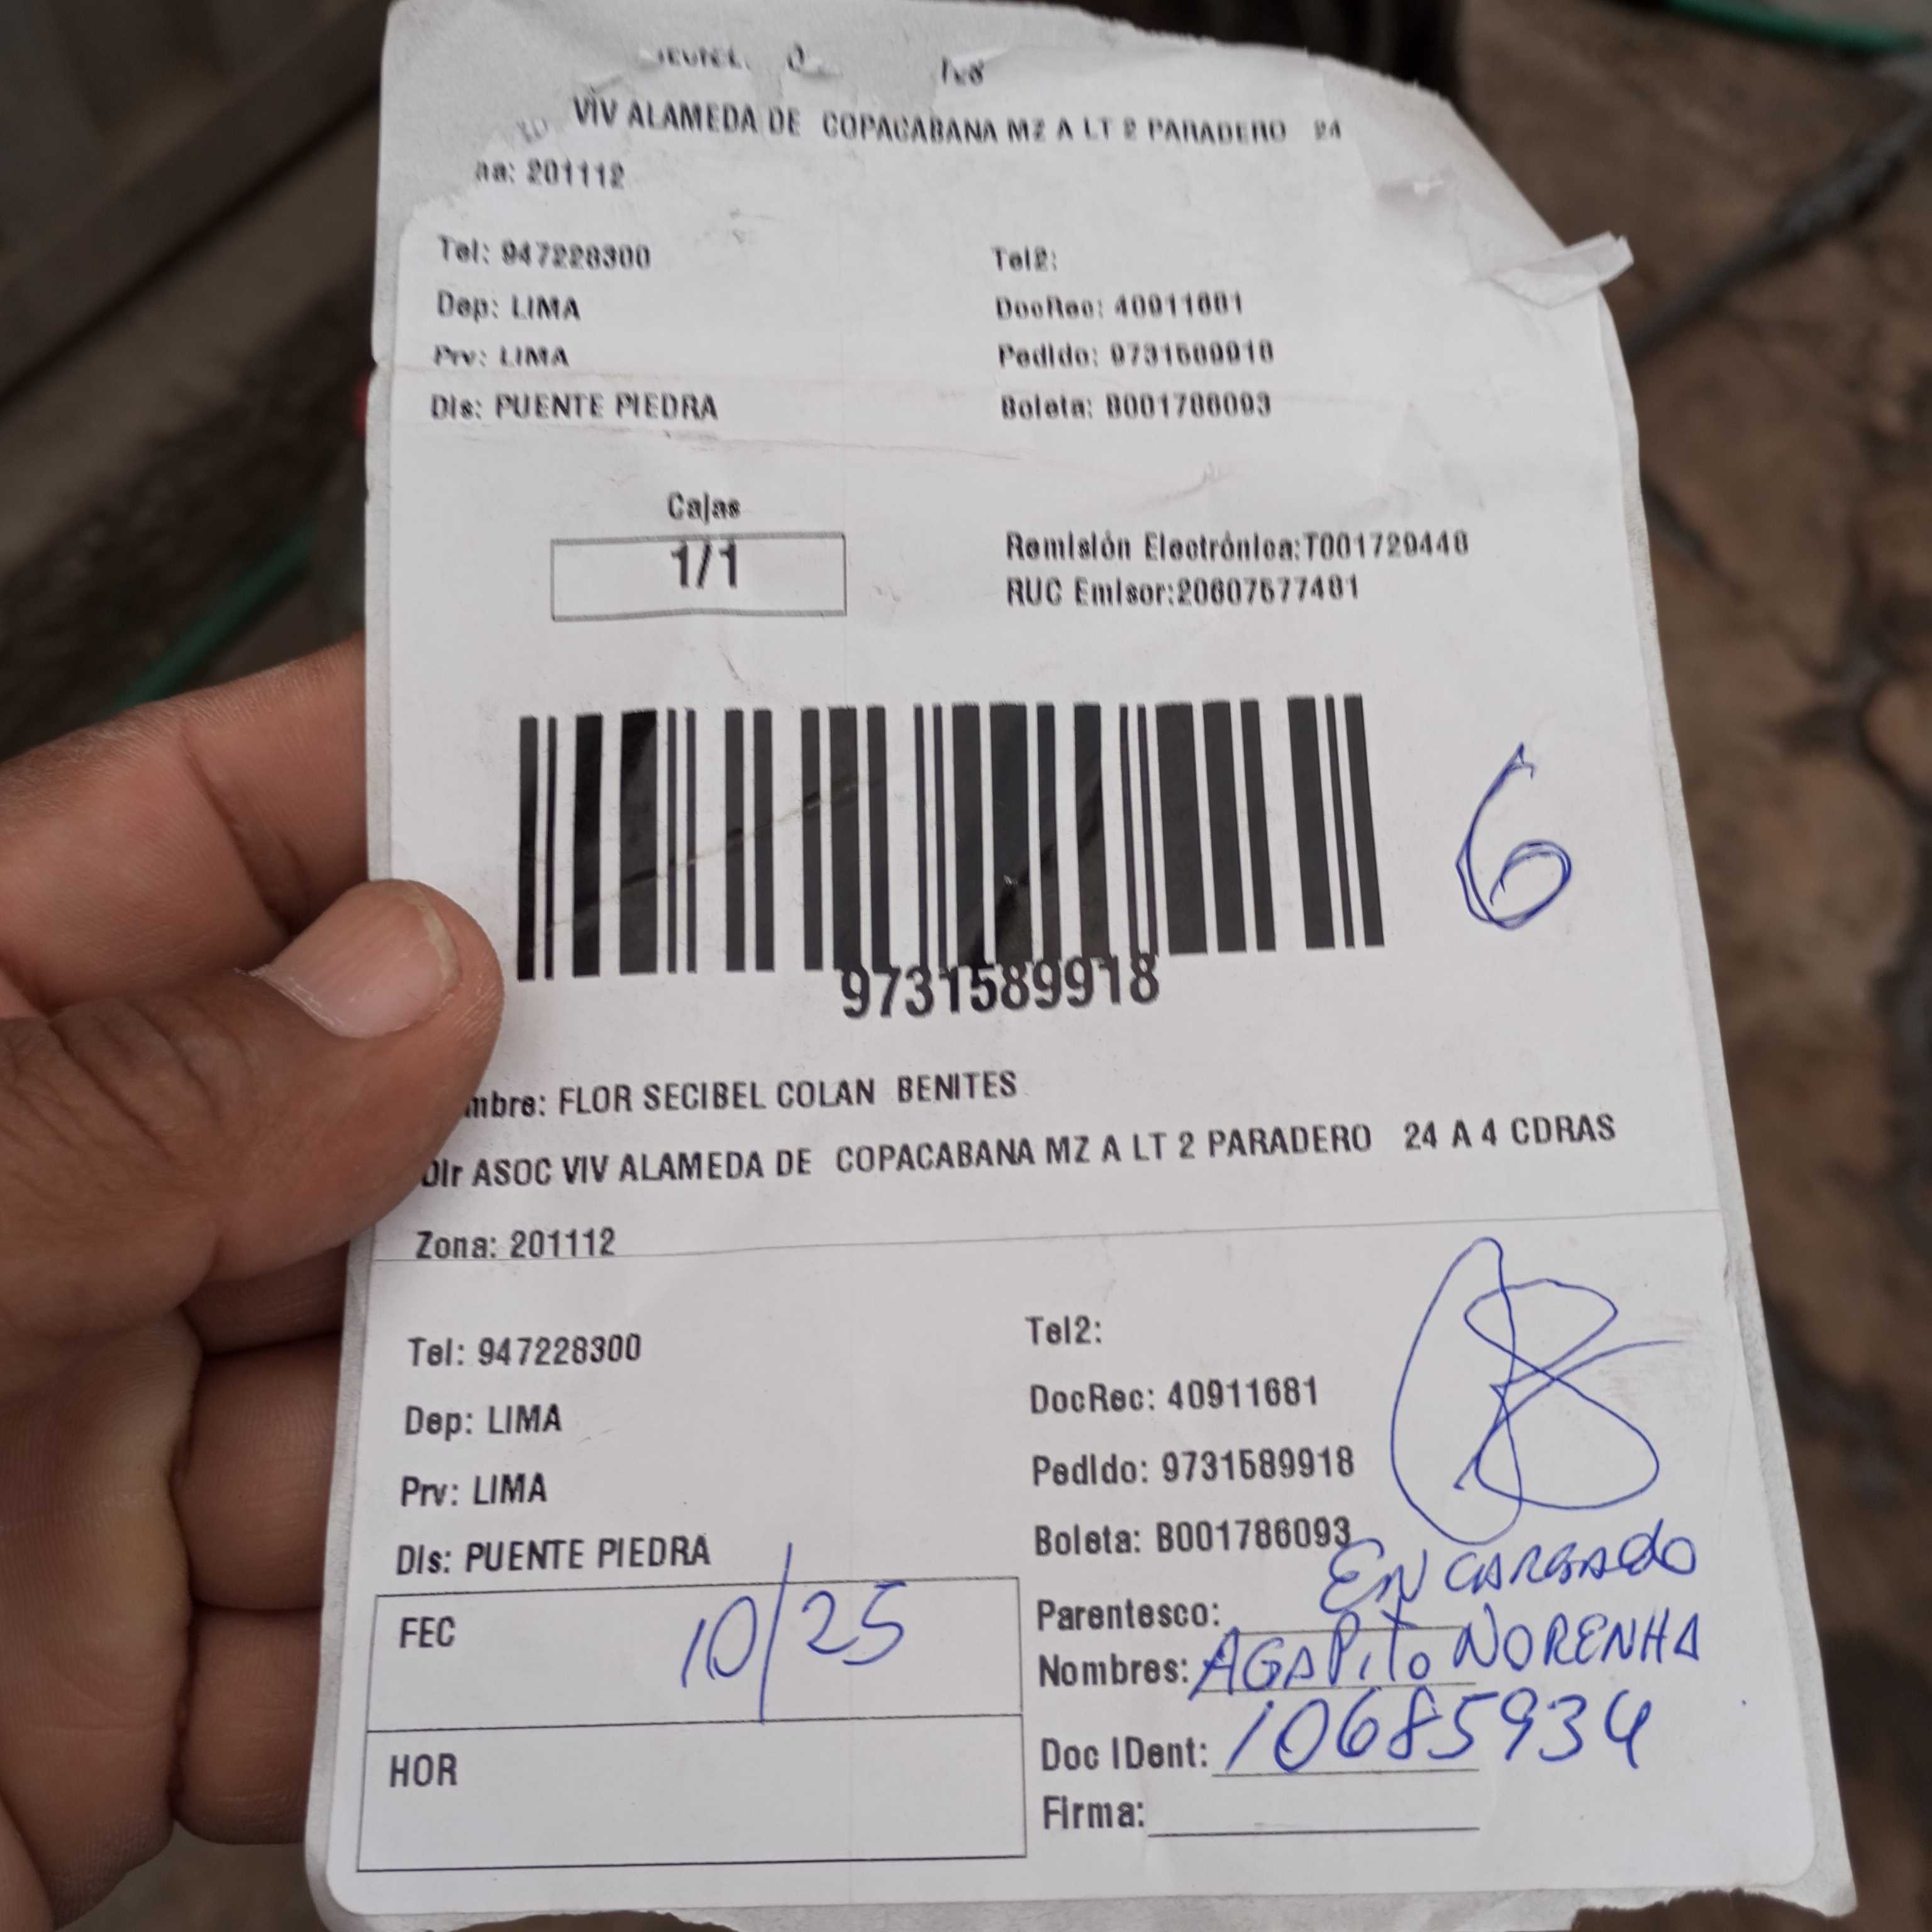 VIV ALAMEDA DE COPACABANA MZ A LT 2 PARADERO 24
na: 201112
Tel: 947228300
Tel2:
Dep: LIMA
DocRec: 40911681
Prv: LIMA
Pedido: 9731589918
Dis: PUENTE PIEDRA
Boleta: B001786093
Cajas
1/1
Remisión Electrónica:T001729448
RUC Emisor:20607577481
6
9731589918
mbre: FLOR SECIBEL COLAN BENITES
Dir ASOC VIV ALAMEDA DE COPACABANA MZ A LT 2 PARADERO 24 A 4 CDRAS
Zona: 201112
Tel: 947228300
Tel2:
Dep: LIMA
DocRec: 40911681
Prv: LIMA
Pedido: 9731589918
Dis: PUENTE PIEDRA
Boleta: B001786093
FEC 10/25
Parentesco: ENCARGADO
Nombres: AGAPITO NORENHA
HOR
Doc IDent: 10685934
Firma: